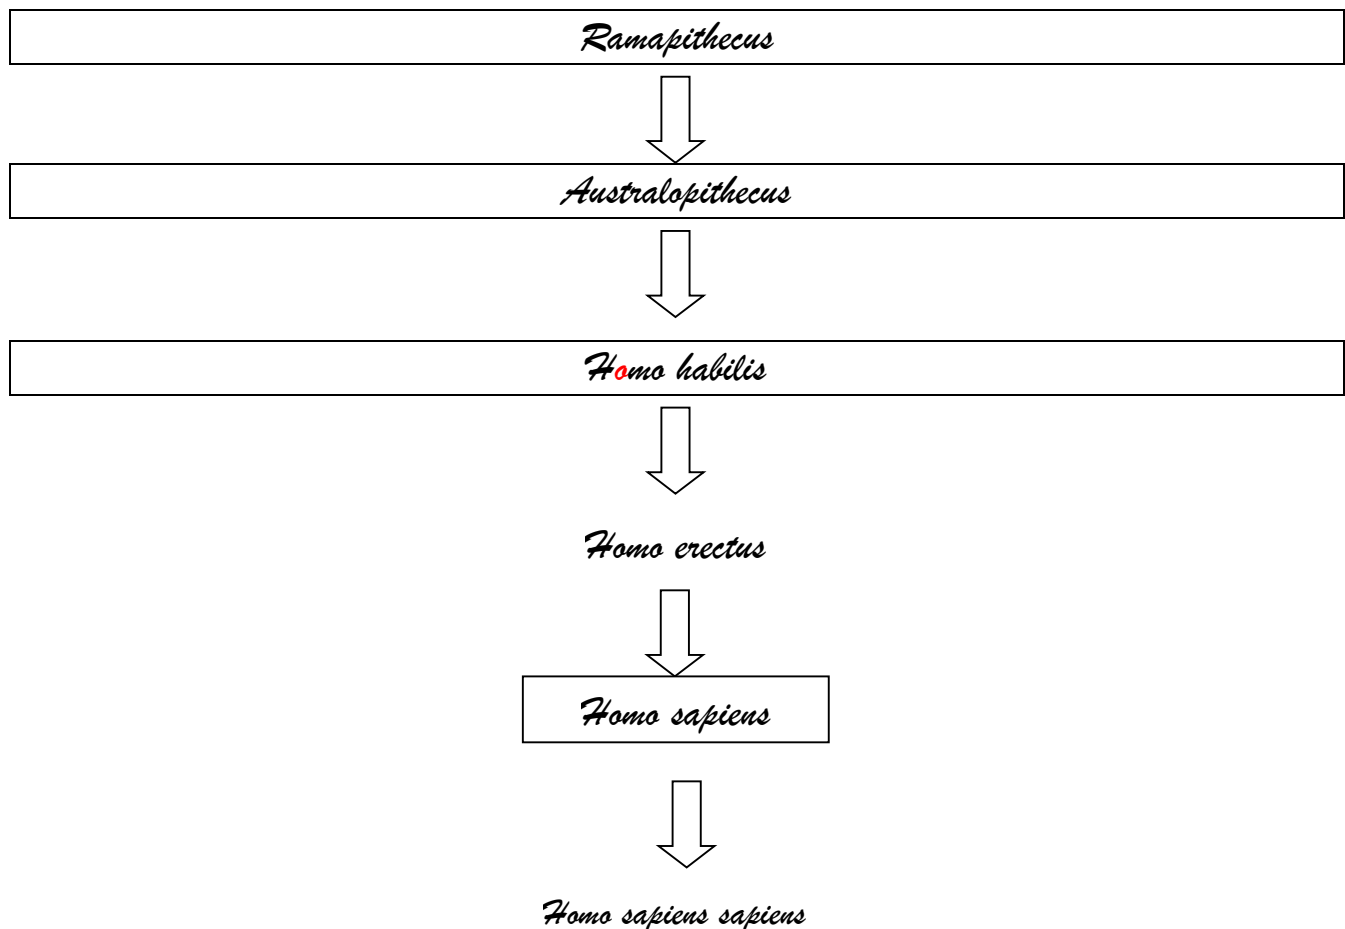 Ramapithecus
Australopithecus
Homo habilis
Homo erectus
Homo sapiens
Homo sapiens sapiens